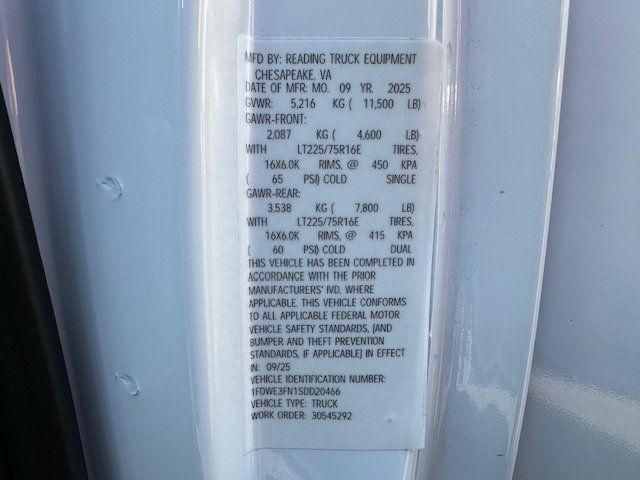 MFD BY: READING TRUCK EQUIPMENT
CHESAPEAKE, VA
DATE OF MFR: MO. 09 YR. 2025
GVWR: 5,216 KG ( 11,500 LB)
GAWR-FRONT:
2,087 KG ( 4,600 LB)
WITH LT225/75R16E TIRES,
16X6.0K RIMS, @ 450 KPA
( 65 PSI) COLD SINGLE
GAWR-REAR:
3,538 KG ( 7,800 LB)
WITH LT225/75R16E TIRES,
16X6.0K RIMS, @ 415 KPA
( 60 PSI) COLD DUAL
THIS VEHICLE HAS BEEN COMPLETED IN
ACCORDANCE WITH THE PRIOR
MANUFACTURERS' IVD, WHERE
APPLICABLE. THIS VEHICLE CONFORMS
TO ALL APPLICABLE FEDERAL MOTOR
VEHICLE SAFETY STANDARDS, [AND
BUMPER AND THEFT PREVENTION
STANDARDS, IF APPLICABLE] IN EFFECT
IN: 09/25
VEHICLE IDENTIFICATION NUMBER:
1FDWE3FN1SDD20466
VEHICLE TYPE: TRUCK
WORK ORDER: 30545292